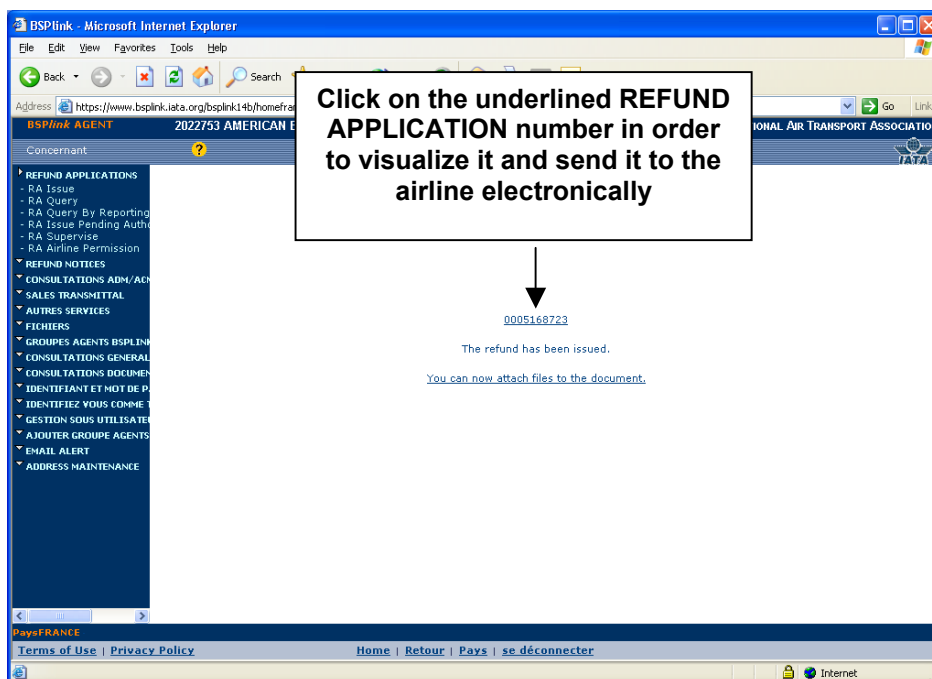 BSPlink - Microsoft Internet Explorer
File Edit View Favorites Tools Help
Back Search
Address https://www.bsplink.iata.org/bsplink14b/homefra Go Link
BSPlink AGENT 2022753 AMERICAN E IONAL AIR TRANSPORT ASSOCIATIO
Concernant ? IATA
Click on the underlined REFUND
APPLICATION number in order
to visualize it and send it to the
airline electronically
REFUND APPLICATIONS
- RA Issue
- RA Query
- RA Query By Reporting
- RA Issue Pending Autho
- RA Supervise
- RA Airline Permission
REFUND NOTICES
CONSULTATIONS ADM/ACM
SALES TRANSMITTAL
AUTRES SERVICES
FICHIERS
GROUPES AGENTS BSPLINK
CONSULTATIONS GENERAL
CONSULTATIONS DOCUMEN
IDENTIFIANT ET MOT DE P
IDENTIFIEZ VOUS COMME T
GESTION SOUS UTILISATEU
AJOUTER GROUPE AGENTS
EMAIL ALERT
ADDRESS MAINTENANCE
0005168723
The refund has been issued.
You can now attach files to the document.
PaysFRANCE
Terms of Use | Privacy Policy Home | Retour | Pays | se déconnecter
Internet